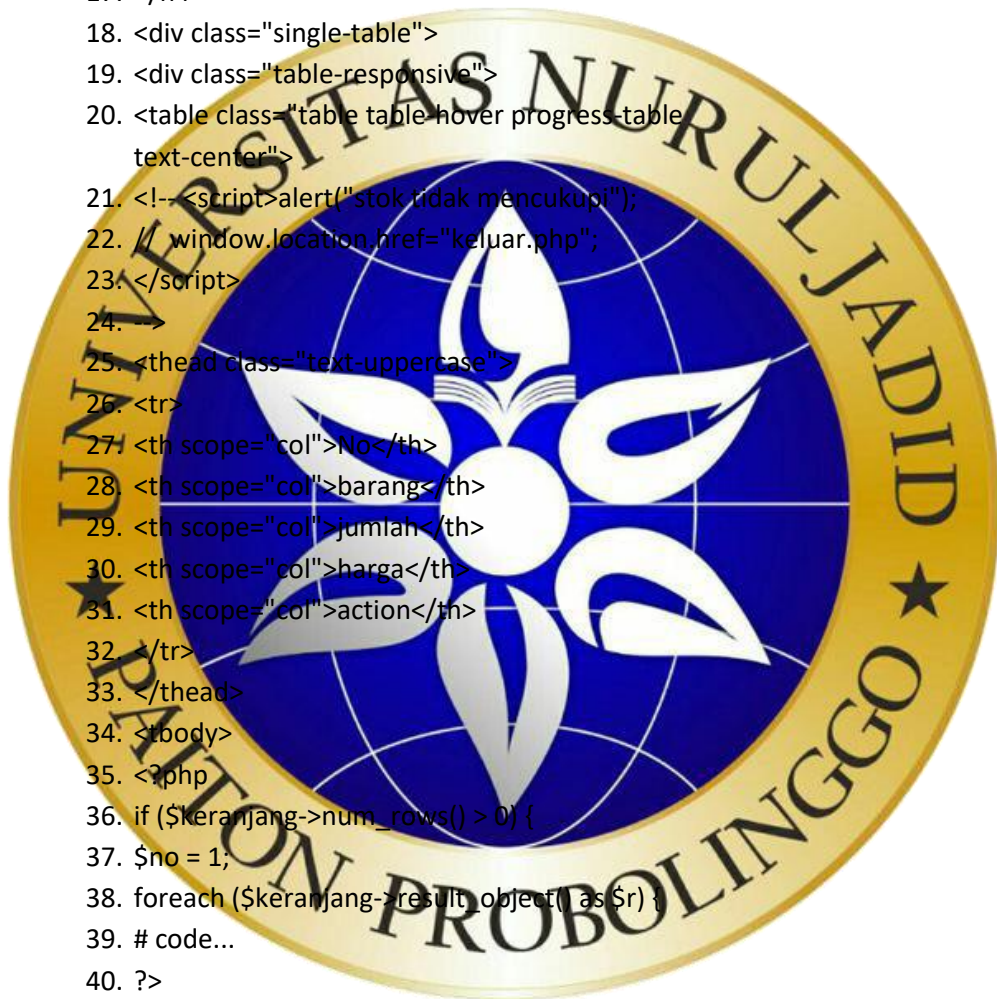 18. <div class="single-table">
19. <div class="table-responsive">
20. <table class="table table-hover progress-table
text-center">
21. <!-- <script>alert("stok tidak mencukupi");
22. // window.location.href="keluar.php";
23. </script>
24. -->
25. <thead class="text-uppercase">
26. <tr>
27. <th scope="col">No</th>
28. <th scope="col">barang</th>
29. <th scope="col">jumlah</th>
30. <th scope="col">harga</th>
31. <th scope="col">action</th>
32. </tr>
33. </thead>
34. <tbody>
35. <?php
36. if ($keranjang->num_rows() > 0) {
37. $no = 1;
38. foreach ($keranjang->result_object() as $r) {
39. # code...
40. ?>
UNIVERSITAS NURUL JADID
PAITON PROBOLINGGO